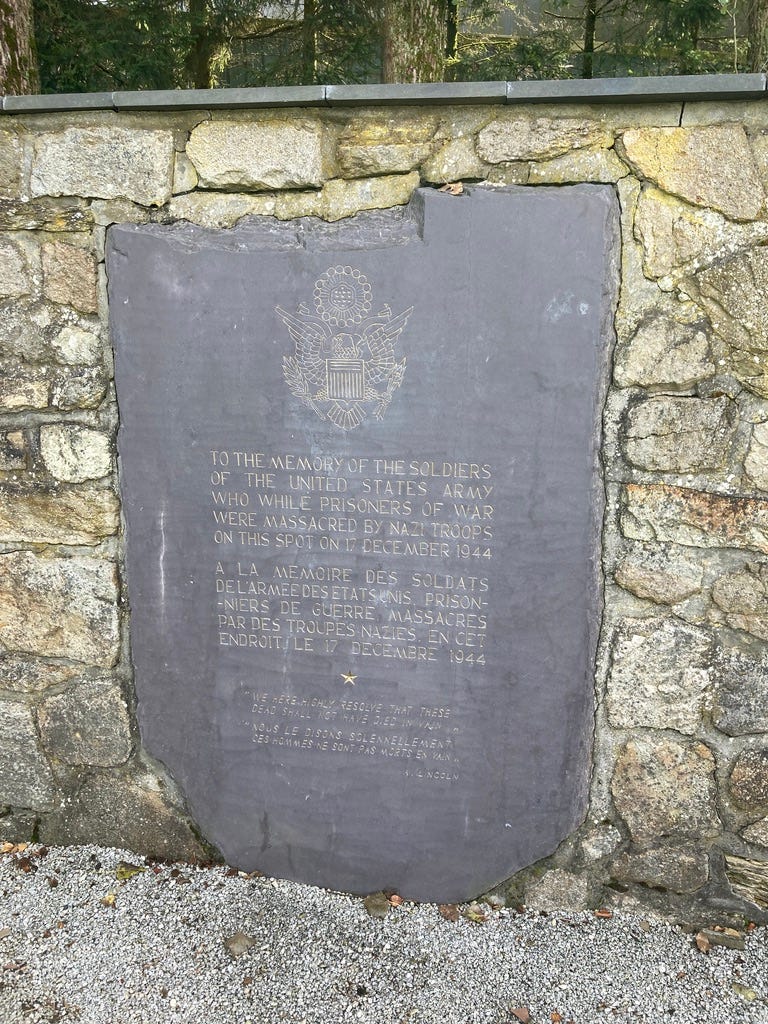 TO THE MEMORY OF THE SOLDIERS
OF THE UNITED STATES ARMY
WHO WHILE PRISONERS OF WAR
WERE MASSACRED BY NAZI TROOPS
ON THIS SPOT ON 17 DECEMBER 1944
A LA MEMOIRE DES SOLDATS
DE L'ARMEE DES ETATS UNIS, PRISON-
-NIERS DE GUERRE, MASSACRES
PAR DES TROUPES NAZIES, EN CET
ENDROIT, LE 17 DECEMBRE 1944
"WE HERE HIGHLY RESOLVE THAT THESE
DEAD SHALL NOT HAVE DIED IN VAIN „
"NOUS LE DISONS SOLENNELLEMENT,
CES HOMMES NE SONT PAS MORTS EN VAIN „
A. LINCOLN